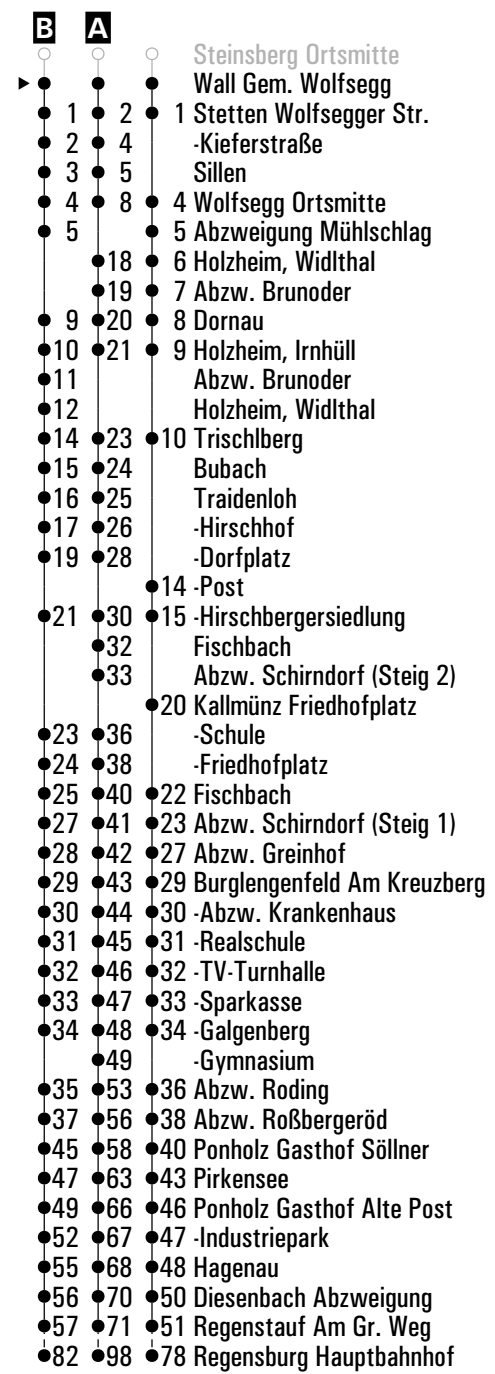 B A
Steinsberg Ortsmitte
Wall Gem. Wolfsegg
1 2 1 Stetten Wolfsegger Str.
2 4 -Kieferstraße
3 5 Sillen
4 8 4 Wolfsegg Ortsmitte
5 5 Abzweigung Mühlschlag
18 6 Holzheim, Widlthal
19 7 Abzw. Brunoder
9 20 8 Dornau
10 21 9 Holzheim, Irnhüll
11 Abzw. Brunoder
12 Holzheim, Widlthal
14 23 10 Trischlberg
15 24 Bubach
16 25 Traidenloh
17 26 -Hirschhof
19 28 -Dorfplatz
14 -Post
21 30 15 -Hirschbergersiedlung
32 Fischbach
33 Abzw. Schirndorf (Steig 2)
20 Kallmünz Friedhofplatz
23 36 -Schule
24 38 -Friedhofplatz
25 40 22 Fischbach
27 41 23 Abzw. Schirndorf (Steig 1)
28 42 27 Abzw. Greinhof
29 43 29 Burglengenfeld Am Kreuzberg
30 44 30 -Abzw. Krankenhaus
31 45 31 -Realschule
32 46 32 -TV-Turnhalle
33 47 33 -Sparkasse
34 48 34 -Galgenberg
49 -Gymnasium
35 53 36 Abzw. Roding
37 56 38 Abzw. Roßbergeröd
45 58 40 Ponholz Gasthof Söllner
47 63 43 Pirkensee
49 66 46 Ponholz Gasthof Alte Post
52 67 47 -Industriepark
55 68 48 Hagenau
56 70 50 Diesenbach Abzweigung
57 71 51 Regenstauf Am Gr. Weg
82 98 78 Regensburg Hauptbahnhof